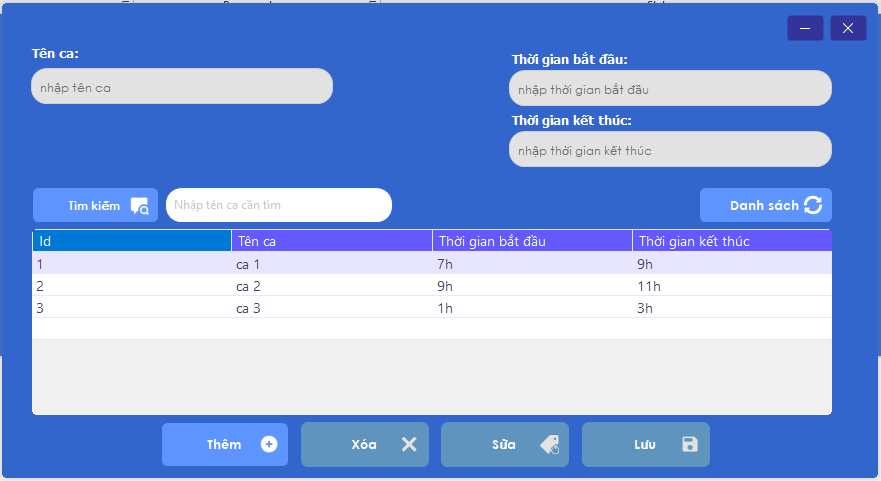 Tên ca:
nhập tên ca
Thời gian bắt đầu:
nhập thời gian bắt đầu
Thời gian kết thúc:
nhập thời gian kết thúc
Tìm kiếm
Nhập tên ca cần tìm
Danh sách
Id Tên ca Thời gian bắt đầu Thời gian kết thúc
1 ca 1 7h 9h
2 ca 2 9h 11h
3 ca 3 1h 3h
Thêm
Xóa
Sửa
Lưu